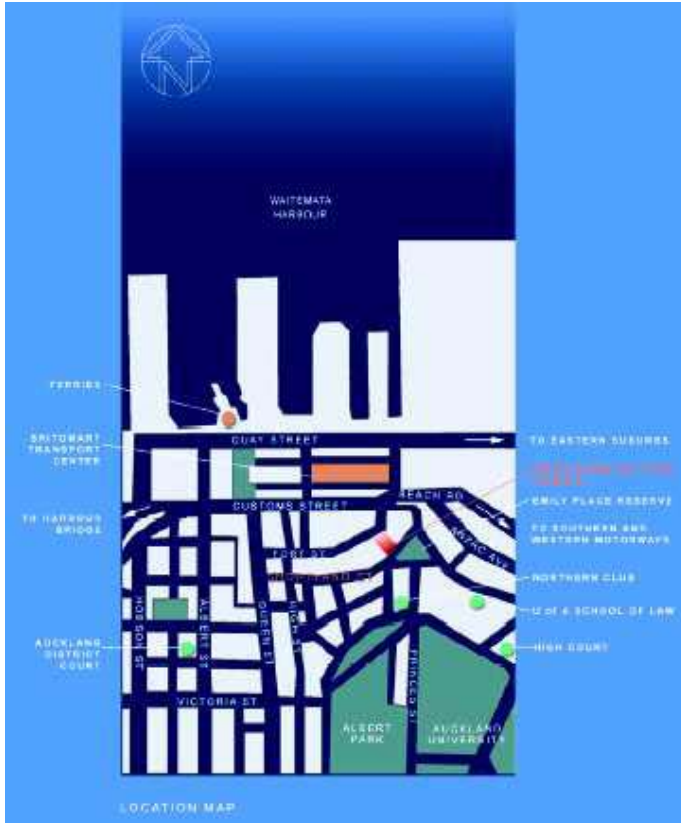 N
WAITEMATA
HARBOUR
FERRIES
QUAY STREET
TO EASTERN SUBURBS
BRITOMART
TRANSPORT
CENTER
BEACH RD
EMILY PLACE RESERVE
CUSTOMS STREET
TO HARBOUR
BRIDGE
ANZAC AVE
TO SOUTHERN AND
WESTERN MOTORWAYS
FORT ST
NORTHERN CLUB
HOBSON ST
ALBERT ST
QUEEN ST
HIGH ST
U of A SCHOOL OF LAW
AUCKLAND
DISTRICT
COURT
HIGH COURT
PRINCES ST
VICTORIA ST
ALBERT
PARK
AUCKLAND
UNIVERSITY
LOCATION MAP